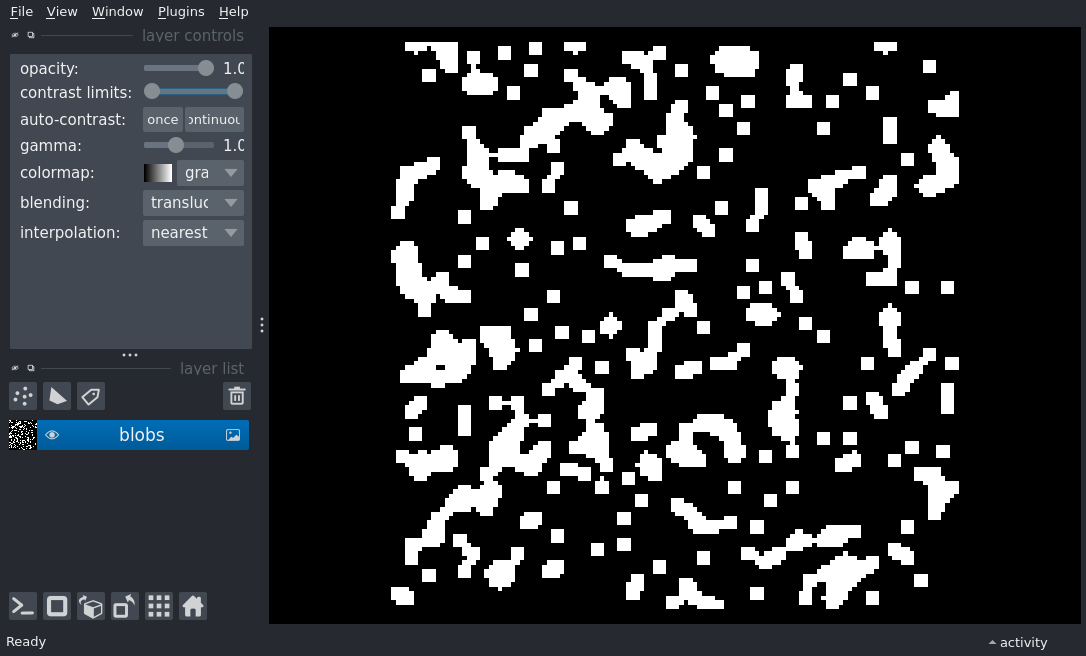 File View Window Plugins Help
layer controls
opacity: 1.0
contrast limits:
auto-contrast: once ontinuou
gamma: 1.0
colormap: gra
blending: transluc
interpolation: nearest
layer list
blobs
Ready activity